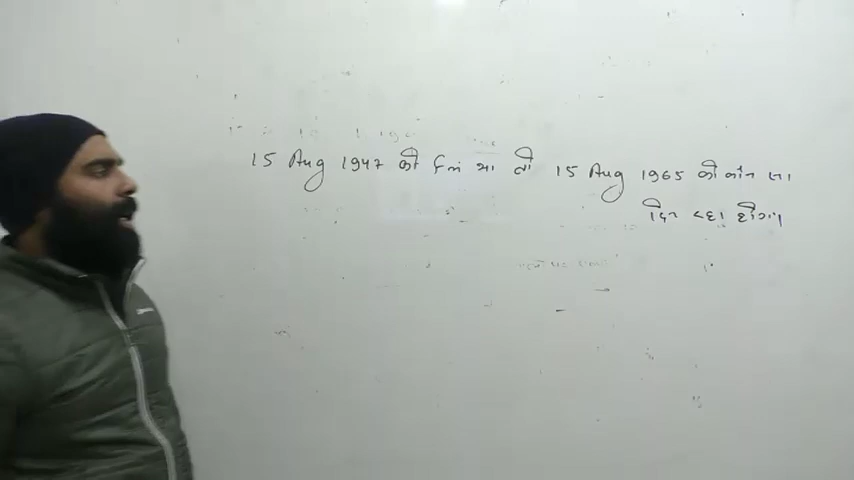 15 Aug 1947 को Fri था तो 15 Aug 1965 को कौन सा
दिन रहा होगा